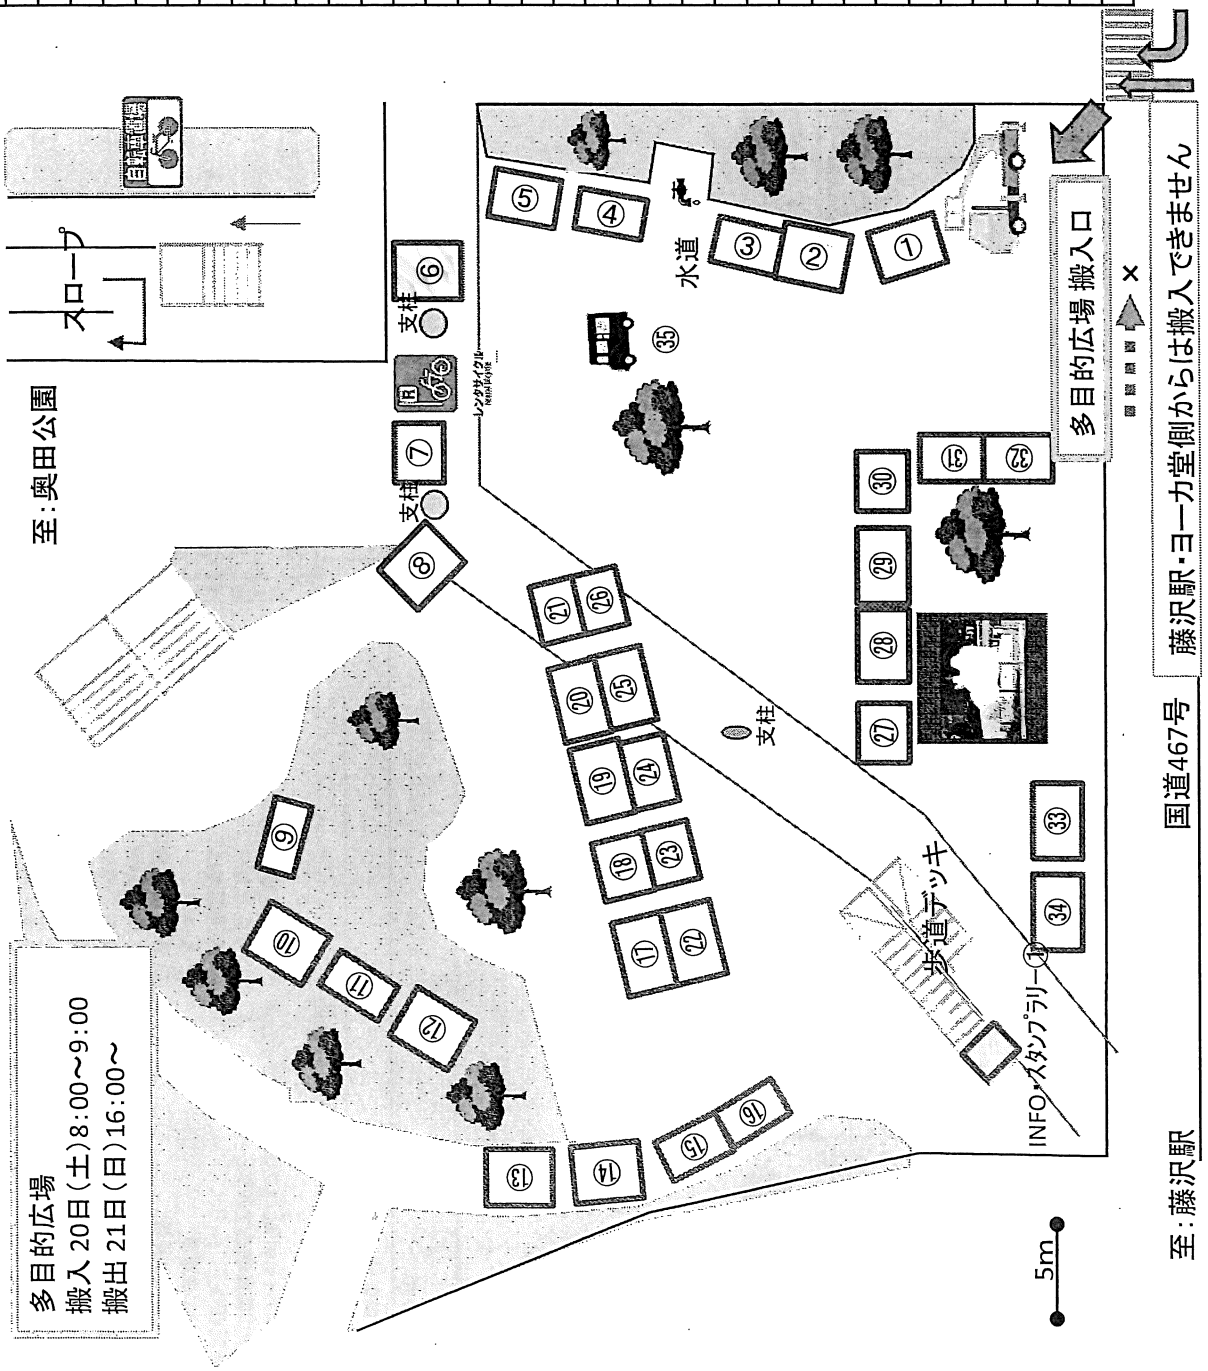 多目的広場
搬入 20日(土)8:00～9:00
搬出 21日(日)16:00～
至:奥田公園
スロープ
自転車置場
⑨
⑩
⑪
⑫
⑬
⑭
⑮
⑯
⑧
⑦
⑥
支柱
支柱
R
レンタサイクル
⑤
④
水道
③
②
①
㉟
⑰
⑱
⑲
⑳
㉑
㉒
㉓
㉔
㉕
㉖
支柱
㉗
㉘
㉙
㉚
㉛
㉜
歩道デッキ
INFO・スタンプラリー
㉞
㉝
多目的広場 搬入口
×
5m
至:藤沢駅
国道467号
藤沢駅・ヨーカ堂側からは搬入できません